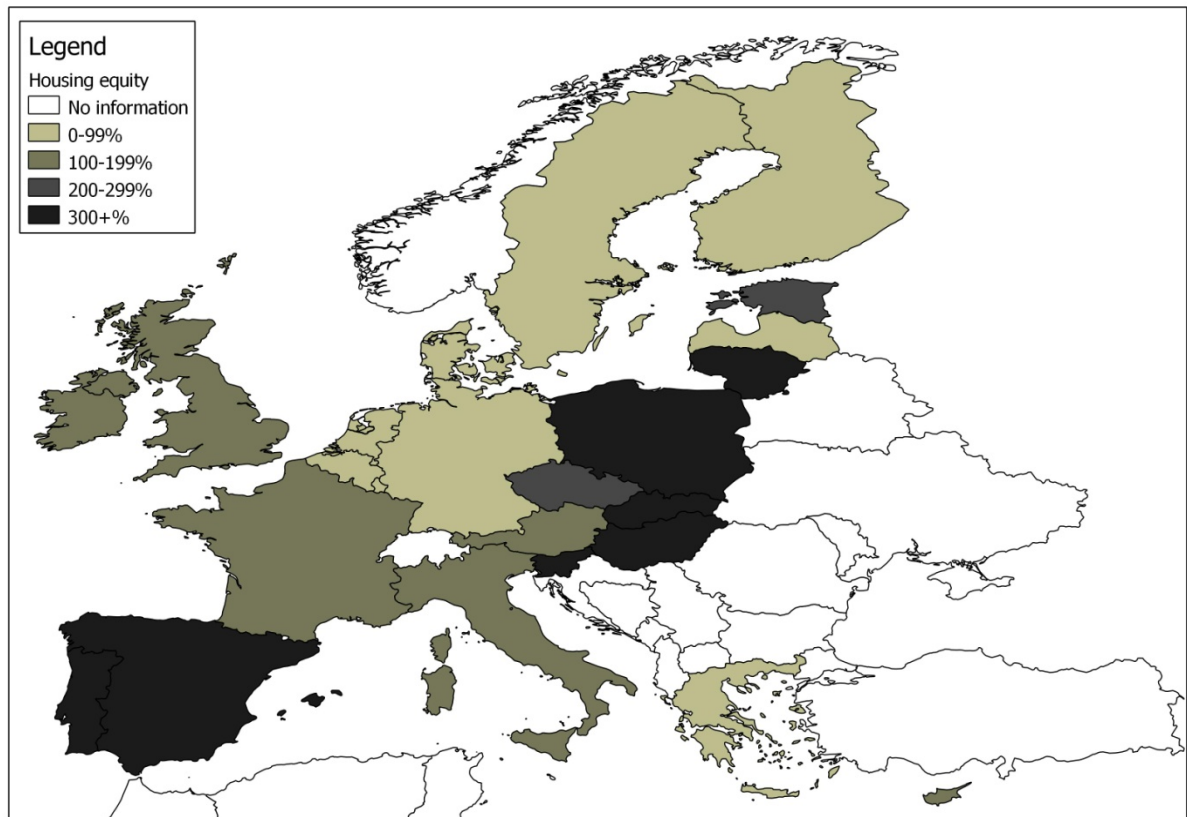 Legend
Housing equity
No information
0-99%
100-199%
200-299%
300+%